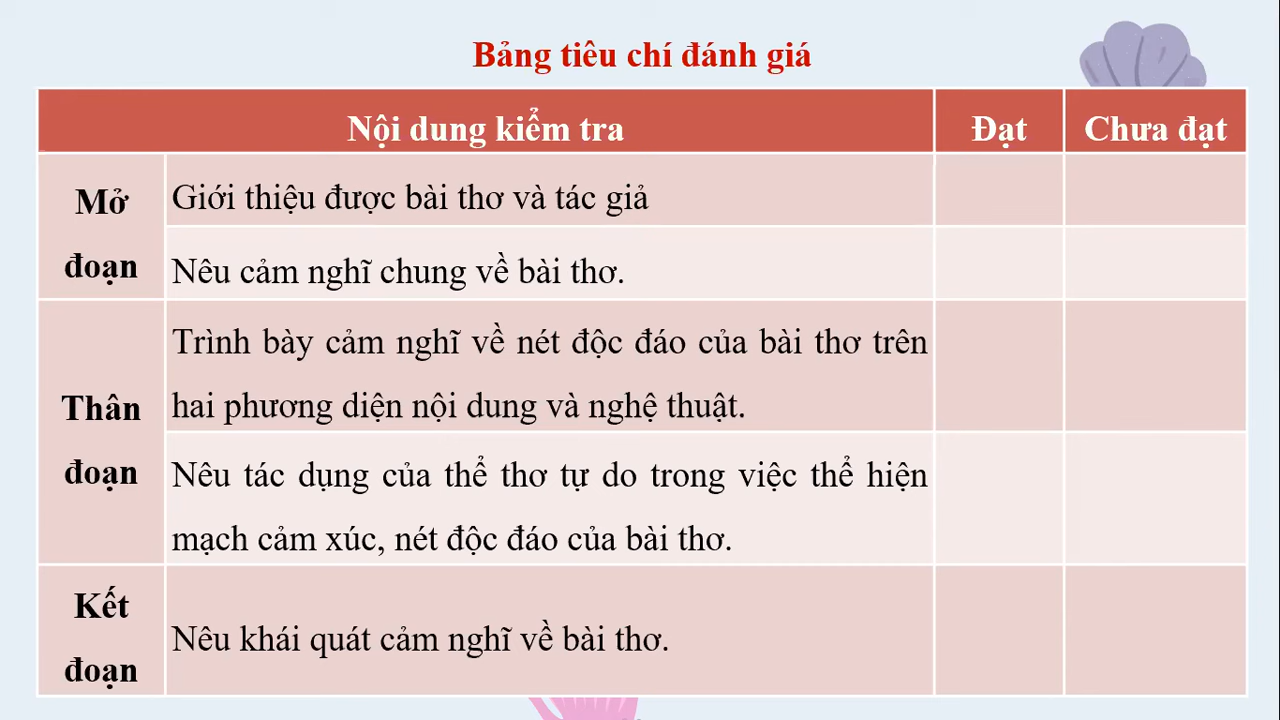 Bảng tiêu chí đánh giá
Nội dung kiểm tra Đạt Chưa đạt
Mở
đoạn
Giới thiệu được bài thơ và tác giả
Nêu cảm nghĩ chung về bài thơ.
Thân
đoạn
Trình bày cảm nghĩ về nét độc đáo của bài thơ trên
hai phương diện nội dung và nghệ thuật.
Nêu tác dụng của thể thơ tự do trong việc thể hiện
mạch cảm xúc, nét độc đáo của bài thơ.
Kết
đoạn
Nêu khái quát cảm nghĩ về bài thơ.